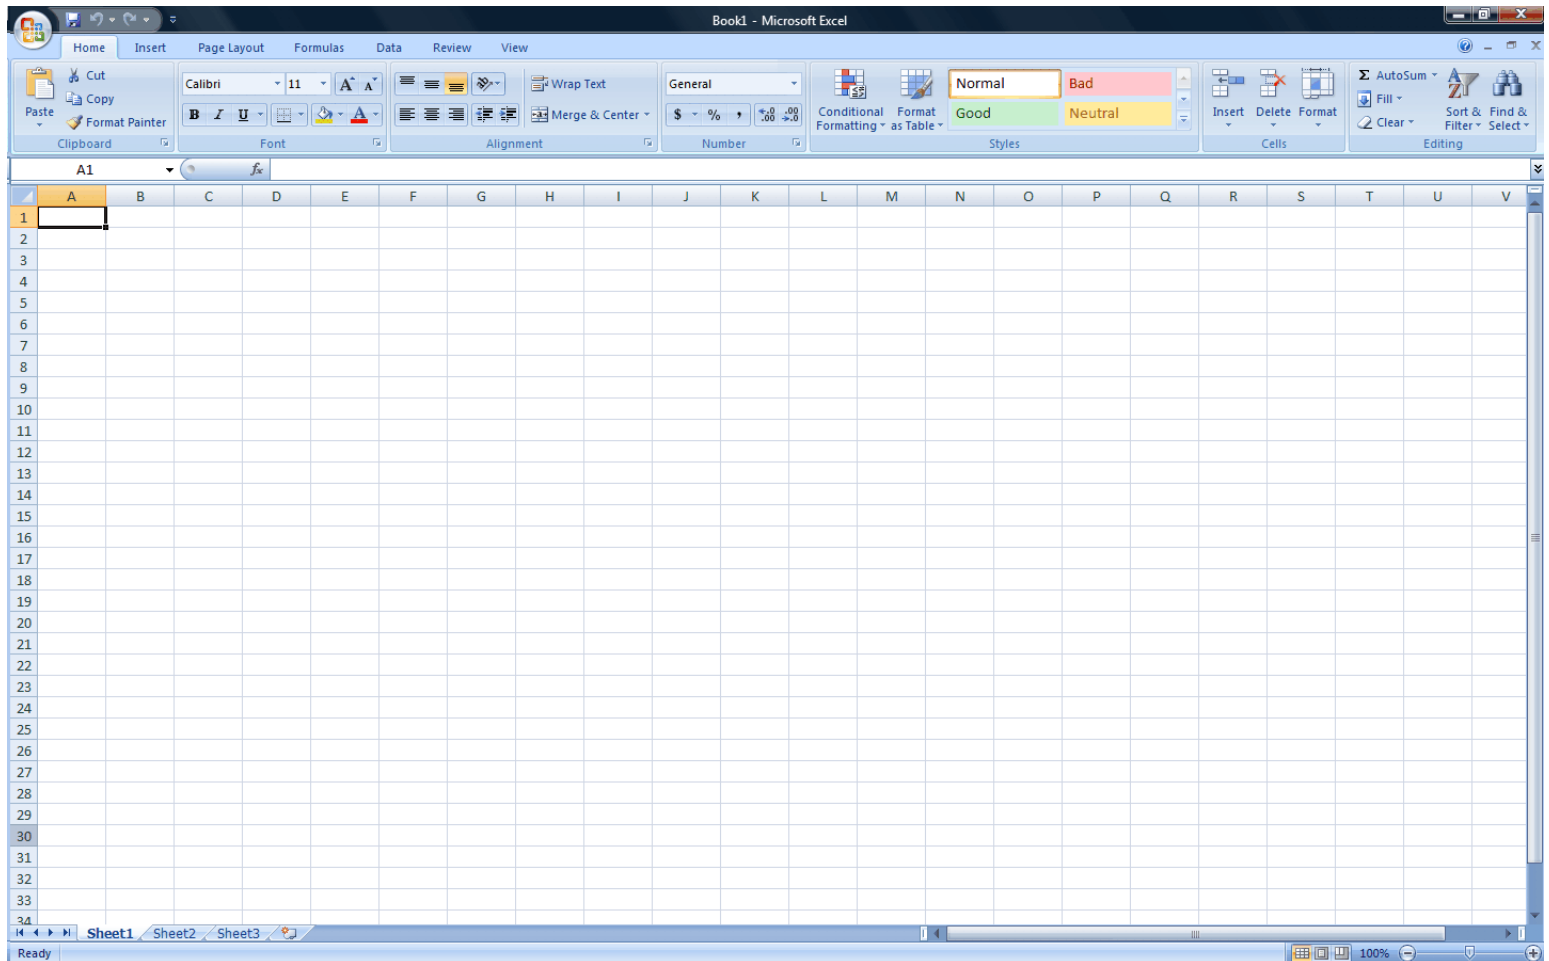 Book1 - Microsoft Excel
Home Insert Page Layout Formulas Data Review View
Paste
Cut
Copy
Format Painter
Clipboard
Calibri 11
B I U
Font
Wrap Text
Merge & Center
Alignment
General
$ % , .0 .00 .00 .0
Number
Conditional Formatting
Format as Table
Normal Bad
Good Neutral
Styles
Insert Delete Format
Cells
Σ AutoSum
Fill
Clear
Sort & Filter
Find & Select
Editing
A1 fx
A B C D E F G H I J K L M N O P Q R S T U V
1
2
3
4
5
6
7
8
9
10
11
12
13
14
15
16
17
18
19
20
21
22
23
24
25
26
27
28
29
30
31
32
33
34
Sheet1 Sheet2 Sheet3
Ready 100%